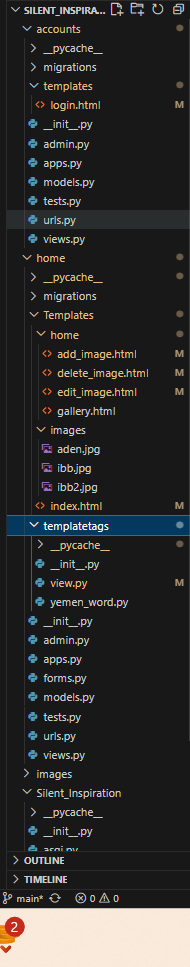 SILENT_INSPIRA...
accounts
__pycache__
migrations
templates
login.html M
__init__.py
admin.py
apps.py
models.py
tests.py
urls.py
views.py
home
__pycache__
migrations
Templates
home
add_image.html M
delete_image.html M
edit_image.html M
gallery.html
images
aden.jpg
ibb.jpg
ibb2.jpg
index.html M
templatetags
__pycache__
__init__.py
view.py M
yemen_word.py
__init__.py
admin.py
apps.py
forms.py
models.py
tests.py
urls.py
views.py
images
Silent_Inspiration
__pycache__
__init__.py
asgi.py
OUTLINE
TIMELINE
main* 0 0
2